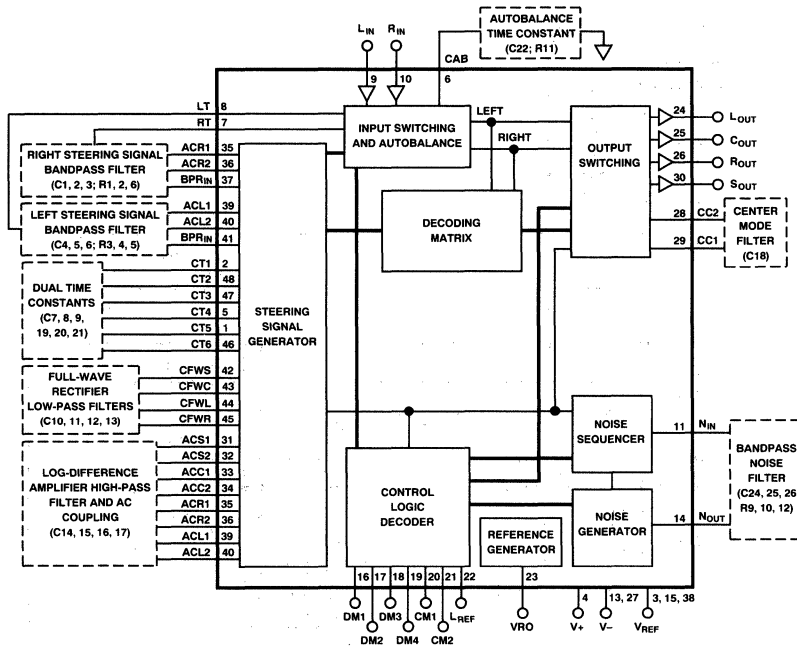 AUTOBALANCE
TIME CONSTANT
(C22; R11)
LIN
RIN
CAB
9
10
6
LT 8
RT 7
INPUT SWITCHING
AND AUTOBALANCE
LEFT
RIGHT
OUTPUT
SWITCHING
24 LOUT
25 COUT
26 ROUT
30 SOUT
28 CC2
29 CC1
CENTER
MODE
FILTER
(C18)
RIGHT STEERING SIGNAL
BANDPASS FILTER
(C1, 2, 3; R1, 2, 6)
ACR1 35
ACR2 36
BPRIN 37
LEFT STEERING SIGNAL
BANDPASS FILTER
(C4, 5, 6; R3, 4, 5)
ACL1 39
ACL2 40
BPRIN 41
DECODING
MATRIX
DUAL TIME
CONSTANTS
(C7, 8, 9,
19, 20, 21)
CT1 2
CT2 48
CT3 47
CT4 5
CT5 1
CT6 46
STEERING
SIGNAL
GENERATOR
FULL-WAVE
RECTIFIER
LOW-PASS FILTERS
(C10, 11, 12, 13)
CFWS 42
CFWC 43
CFWL 44
CFWR 45
LOG-DIFFERENCE
AMPLIFIER HIGH-PASS
FILTER AND AC
COUPLING
(C14, 15, 16, 17)
ACS1 31
ACS2 32
ACC1 33
ACC2 34
ACR1 35
ACR2 36
ACL1 39
ACL2 40
CONTROL
LOGIC
DECODER
NOISE
SEQUENCER
11 NIN
NOISE
GENERATOR
14 NOUT
BANDPASS
NOISE
FILTER
(C24, 25, 26
R9, 10, 12)
REFERENCE
GENERATOR
16 17 18 19 20 21 22
23
4
13, 27
3, 15, 38
DM1
DM2
DM3
DM4
CM1
CM2
LREF
VRO
V+
V–
VREF